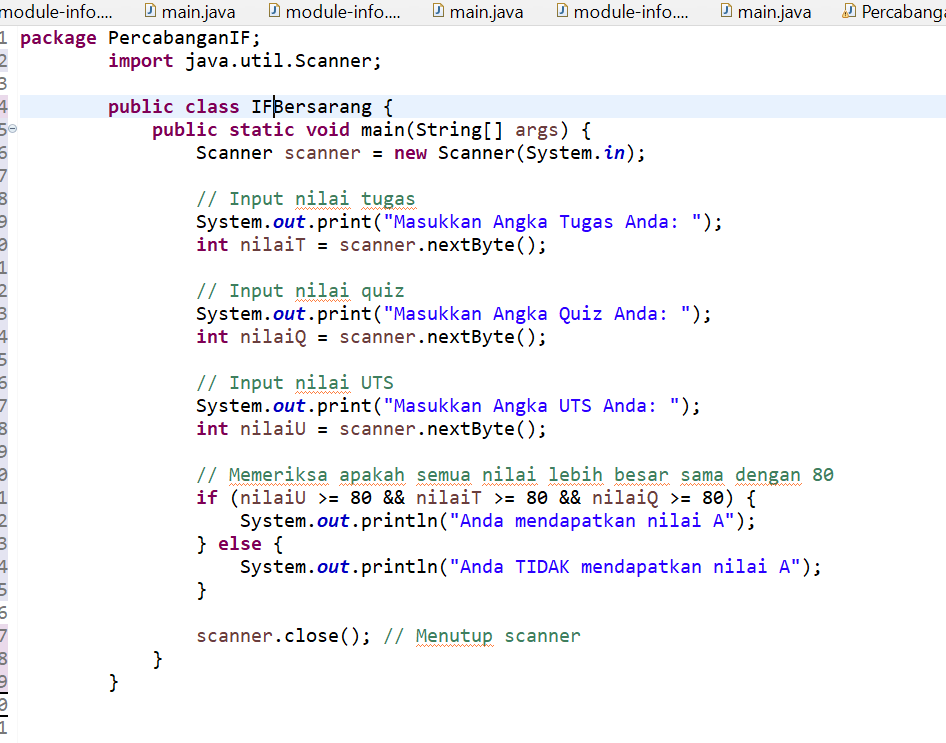 module-info.... main.java module-info.... main.java module-info.... main.java
package PercabanganIF;
import java.util.Scanner;
public class IFBersarang {
public static void main(String[] args) {
Scanner scanner = new Scanner(System.in);
// Input nilai tugas
System.out.print("Masukkan Angka Tugas Anda: ");
int nilaiT = scanner.nextByte();
// Input nilai quiz
System.out.print("Masukkan Angka Quiz Anda: ");
int nilaiQ = scanner.nextByte();
// Input nilai UTS
System.out.print("Masukkan Angka UTS Anda: ");
int nilaiU = scanner.nextByte();
// Memeriksa apakah semua nilai lebih besar sama dengan 80
if (nilaiU >= 80 && nilaiT >= 80 && nilaiQ >= 80) {
System.out.println("Anda mendapatkan nilai A");
} else {
System.out.println("Anda TIDAK mendapatkan nilai A");
}
scanner.close(); // Menutup scanner
}
}